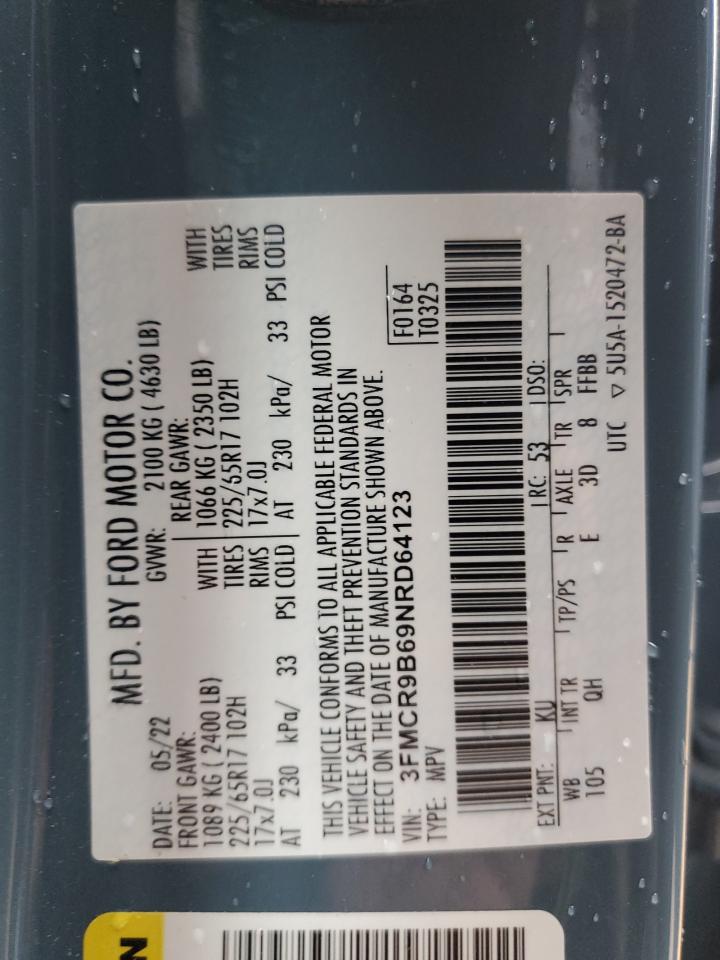 MFD. BY FORD MOTOR CO.
DATE: 05/22 GVWR: 2100 KG ( 4630 LB)
FRONT GAWR: REAR GAWR:
1089 KG ( 2400 LB) WITH 1066 KG ( 2350 LB) WITH
225/65R17 102H TIRES 225/65R17 102H TIRES
17x7.0J RIMS 17x7.0J RIMS
AT 230 kPa/ 33 PSI COLD AT 230 kPa/ 33 PSI COLD
THIS VEHICLE CONFORMS TO ALL APPLICABLE FEDERAL MOTOR
VEHICLE SAFETY AND THEFT PREVENTION STANDARDS IN
EFFECT ON THE DATE OF MANUFACTURE SHOWN ABOVE.
VIN: 3FMCR9B69NRD64123 F0164
TYPE: MPV T0325
EXT PNT: KU RC: 53 DSO:
WB INT TR TP/PS R AXLE TR SPR
105 QH E 3D 8 FFBB
UTC ▽ 5U5A-1520472-BA
N